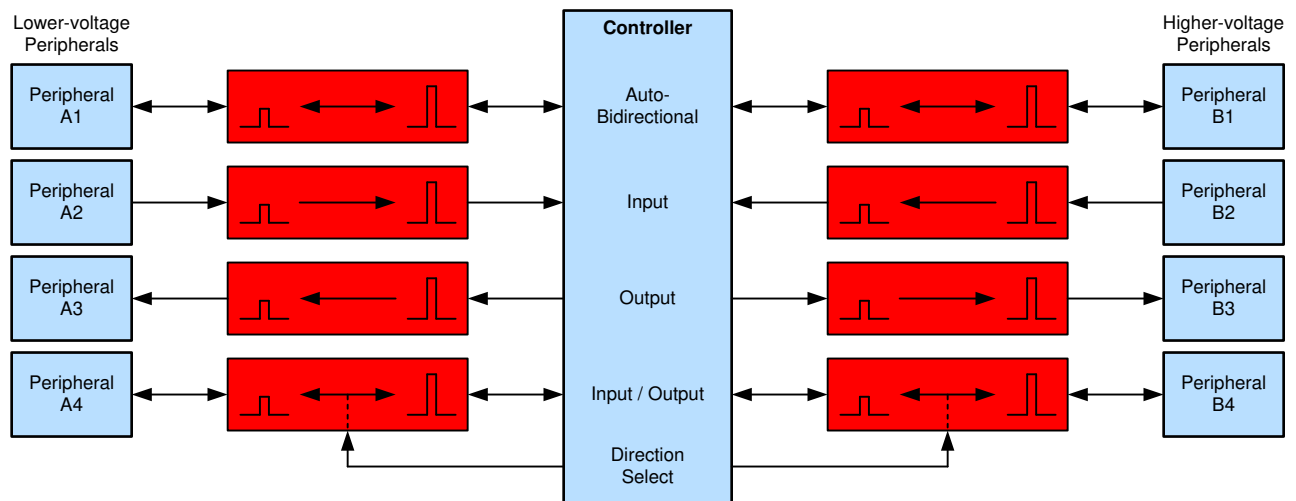 Lower-voltage
Peripherals
Controller
Higher-voltage
Peripherals
Peripheral
A1
Auto-
Bidirectional
Peripheral
B1
Peripheral
A2
Input
Peripheral
B2
Peripheral
A3
Output
Peripheral
B3
Peripheral
A4
Input / Output
Peripheral
B4
Direction
Select